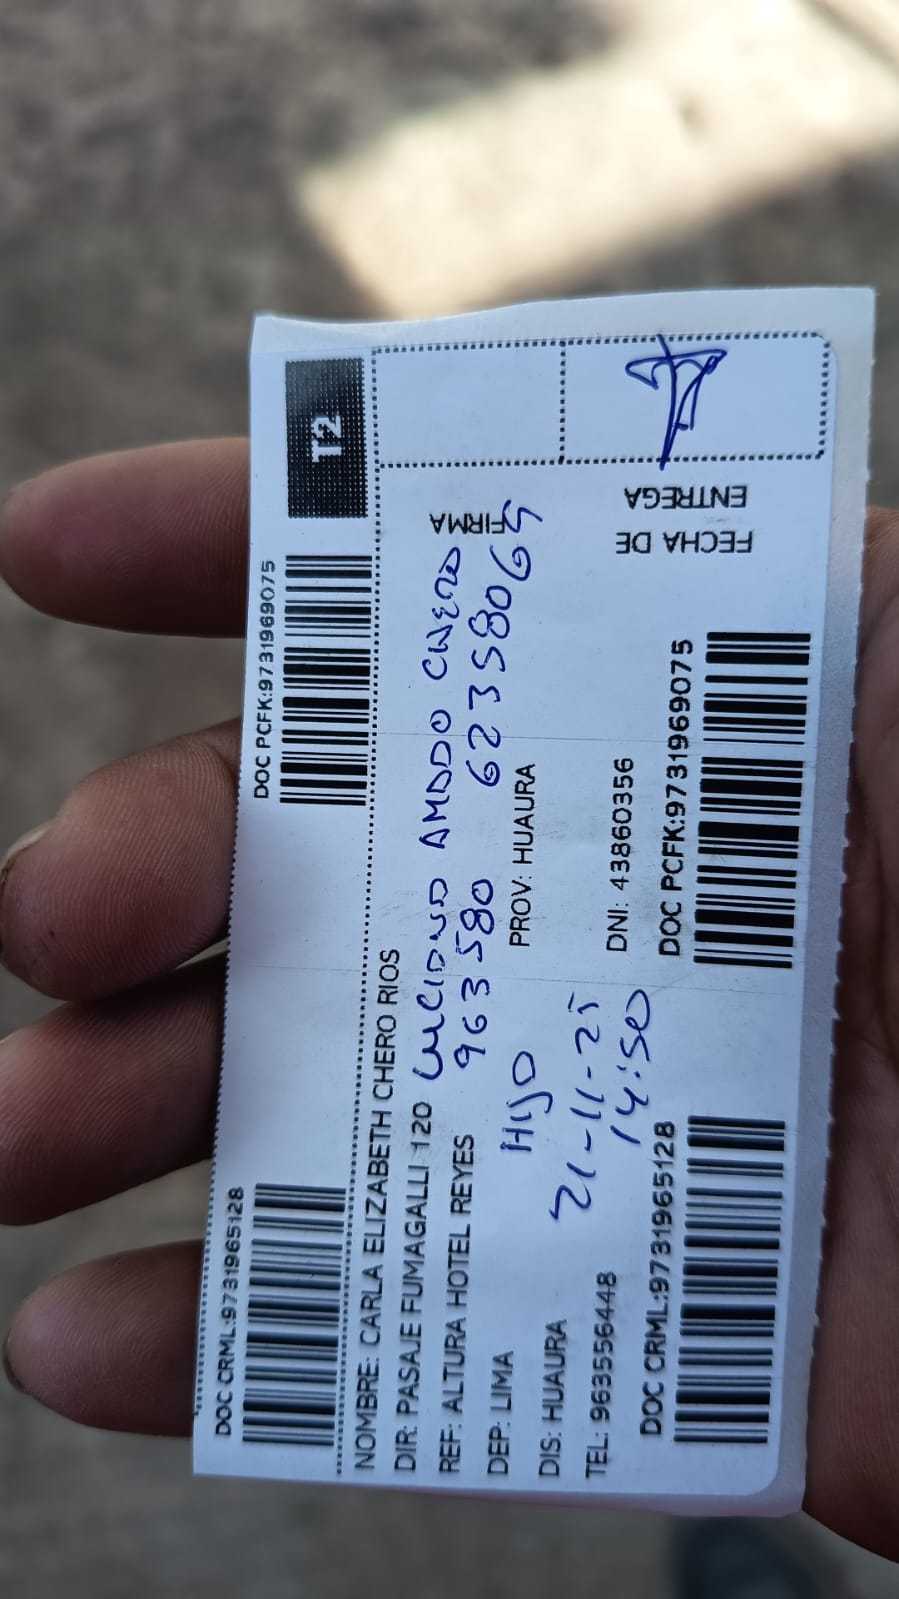 DOC CRML:9731965128
DOC PCFK:9731969075
T2
NOMBRE: CARLA ELIZABETH CHERO RIOS
DIR: PASAJE FUMAGALLI 120
LUCIANO AMADO CHERO
REF: ALTURA HOTEL REYES
963580 62358069
FIRMA
DEP: LIMA
HIJO
PROV: HUAURA
DIS: HUAURA
21-11-25
TEL: 963556448
14:50
DNI: 43860356
FECHA DE
ENTREGA
DOC CRML:9731965128
DOC PCFK:9731969075